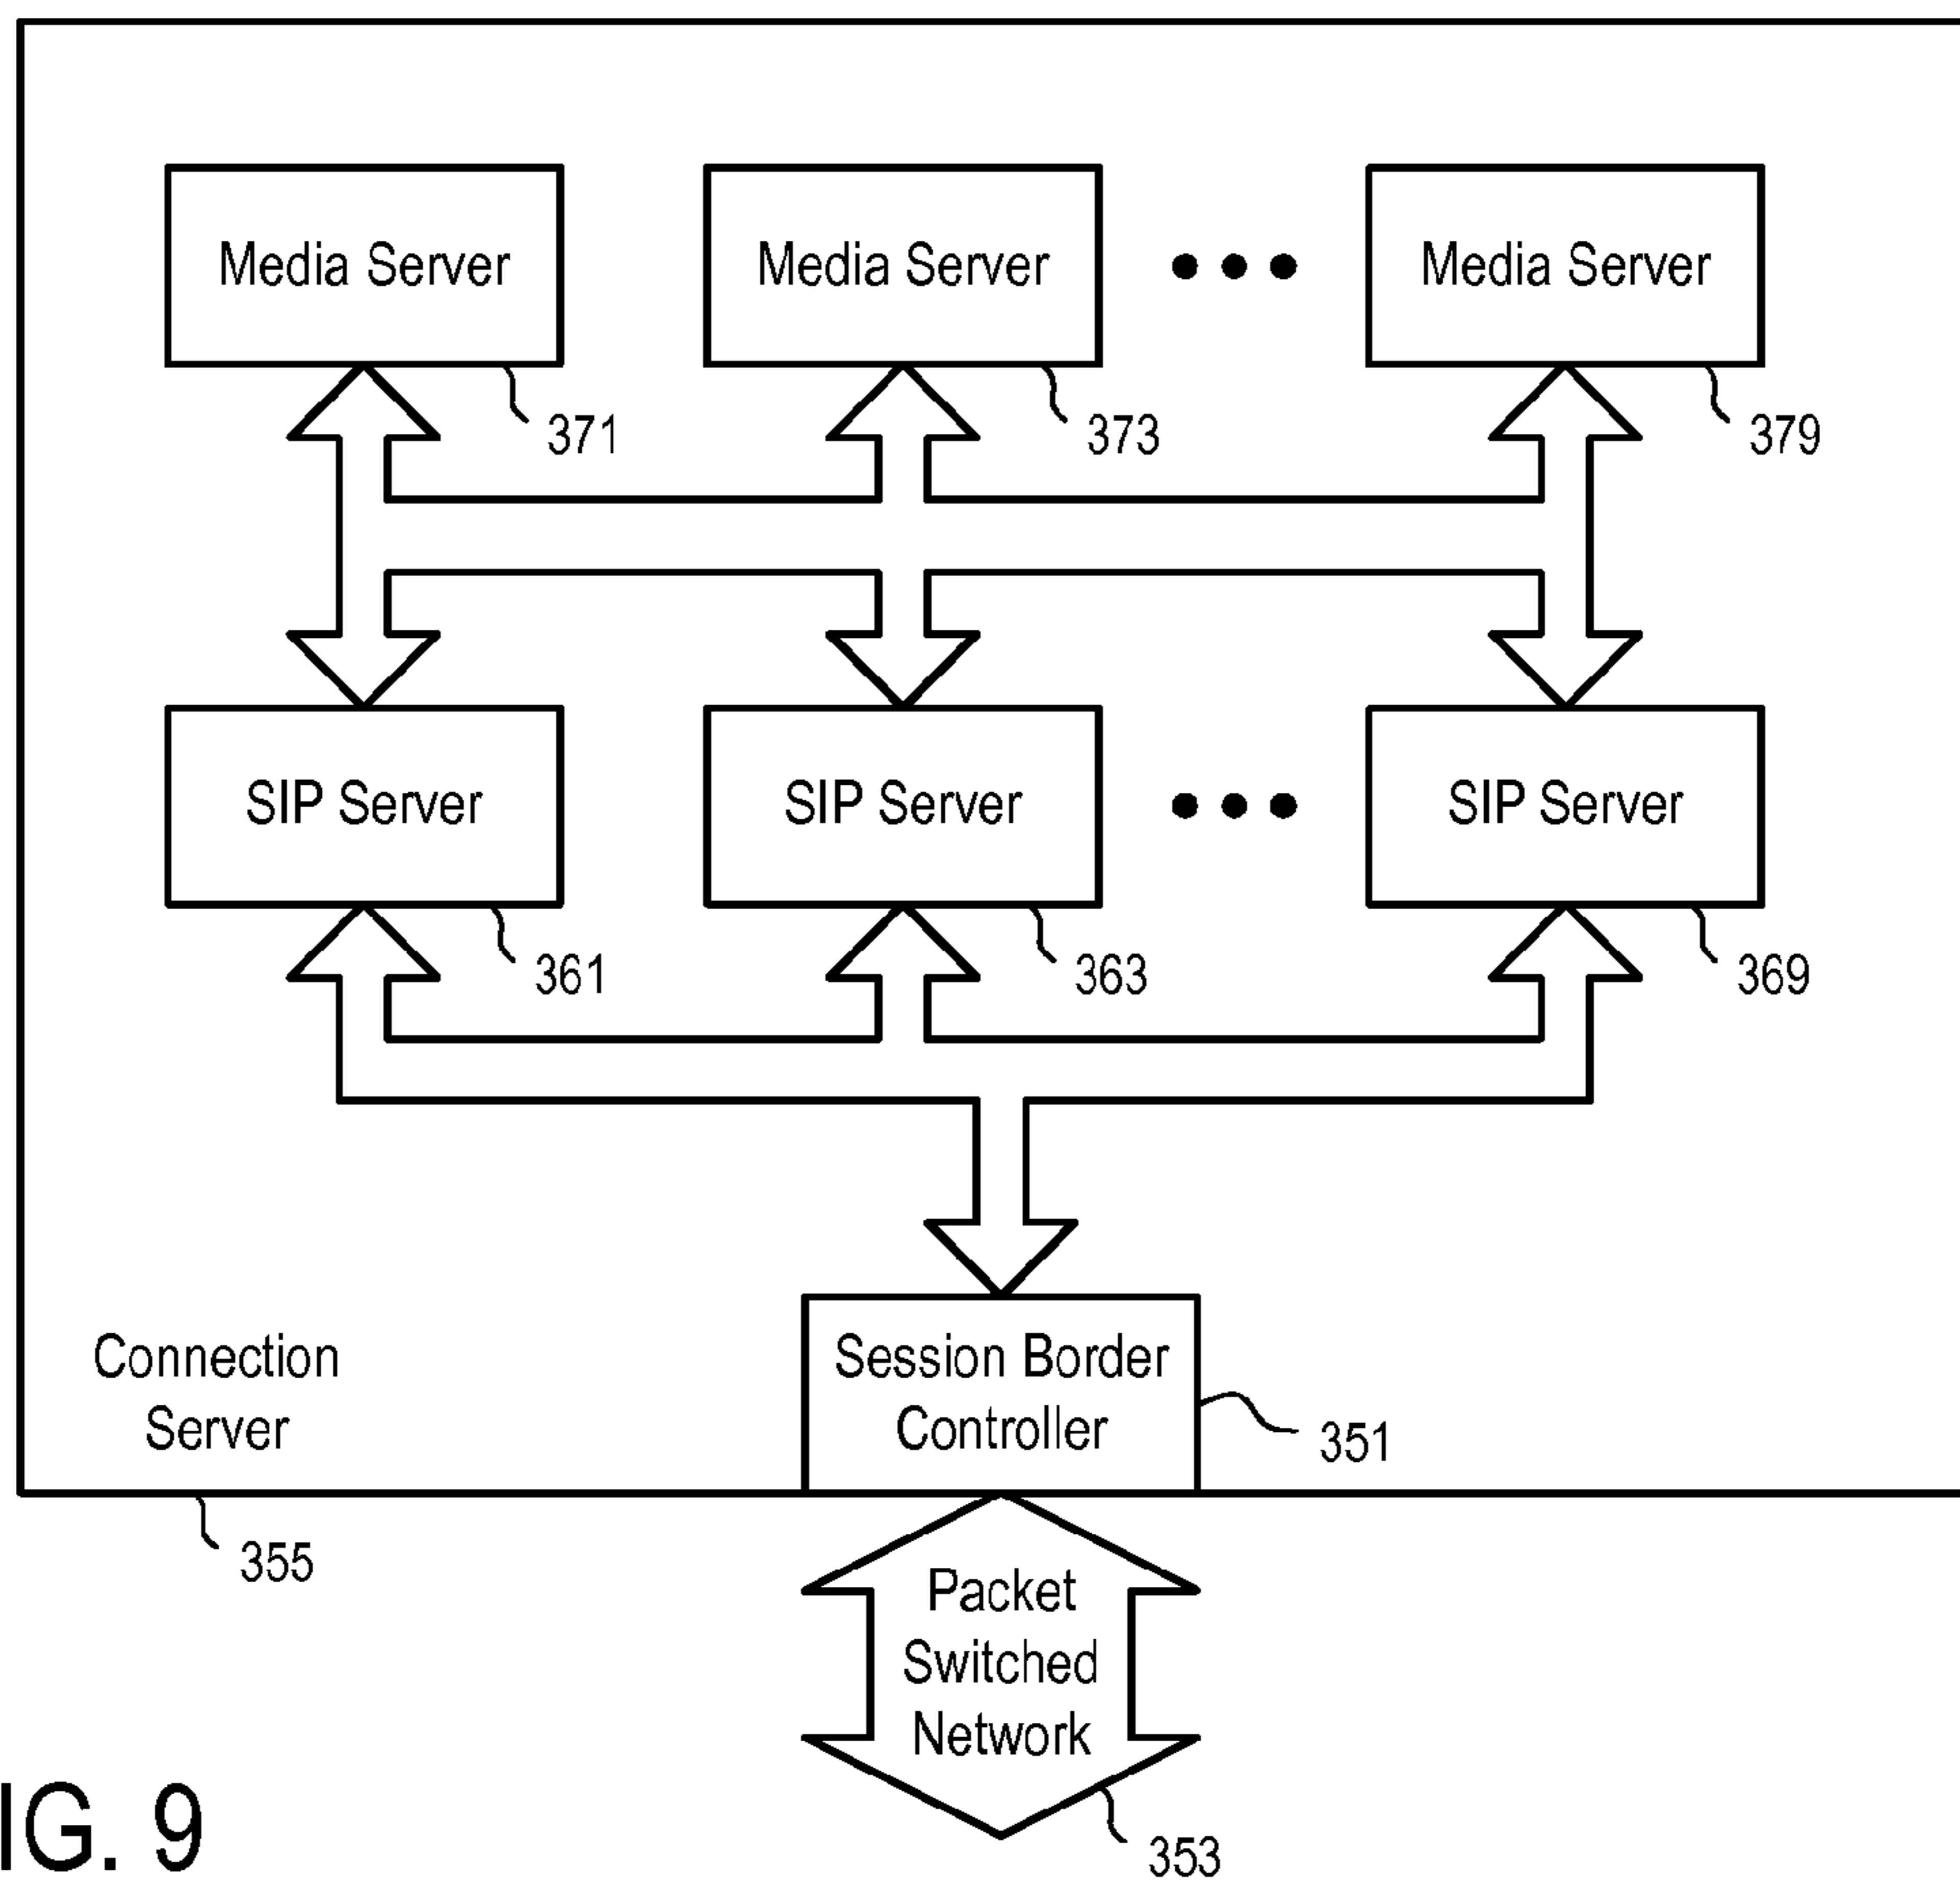 Media Server
Media Server
● ● ●
Media Server
371
373
379
SIP Server
SIP Server
● ● ●
SIP Server
361
363
369
Connection
Server
Session Border
Controller
351
355
Packet
Switched
Network
353
IG. 9